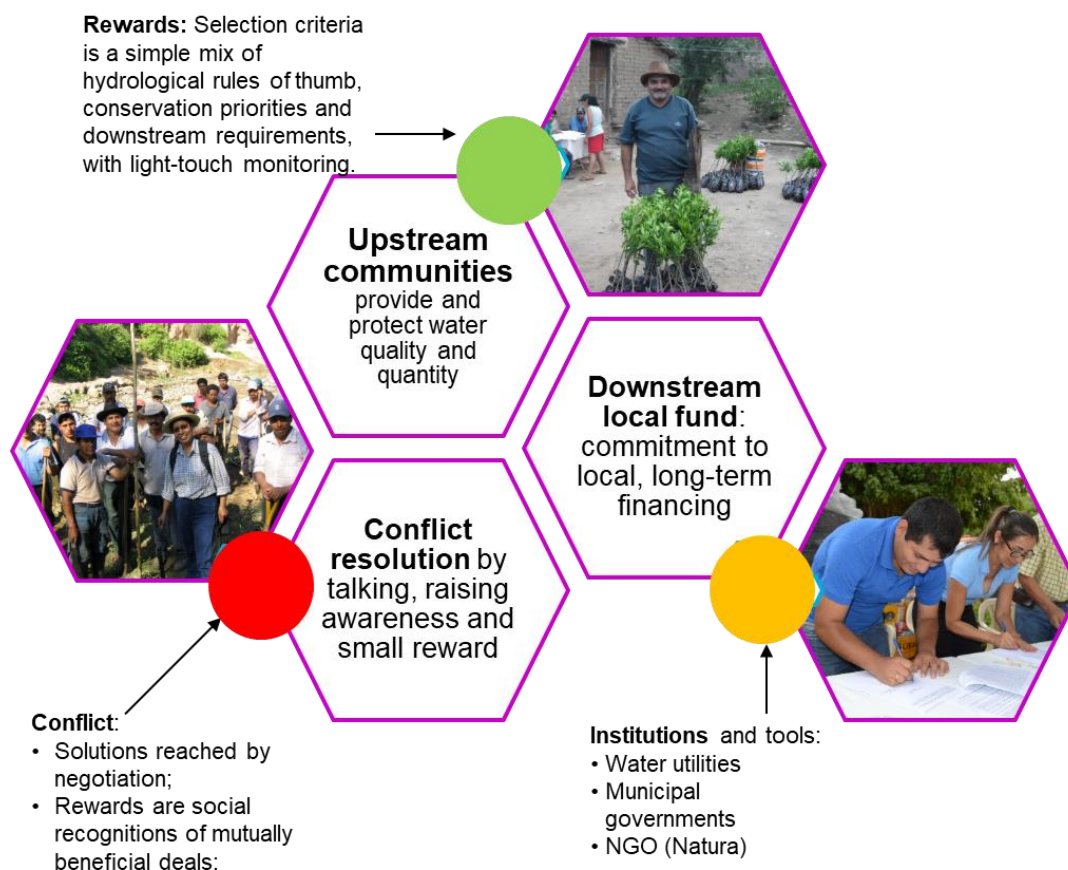 Rewards: Selection criteria
is a simple mix of
hydrological rules of thumb,
conservation priorities and
downstream requirements,
with light-touch monitoring.
Upstream
communities
provide and
protect water
quality and
quantity
Downstream
local fund:
commitment to
local, long-term
financing
Conflict
resolution by
talking, raising
awareness and
small reward
Conflict:
• Solutions reached by
negotiation;
• Rewards are social
recognitions of mutually
beneficial deals;
Institutions and tools:
• Water utilities
• Municipal
governments
• NGO (Natura)